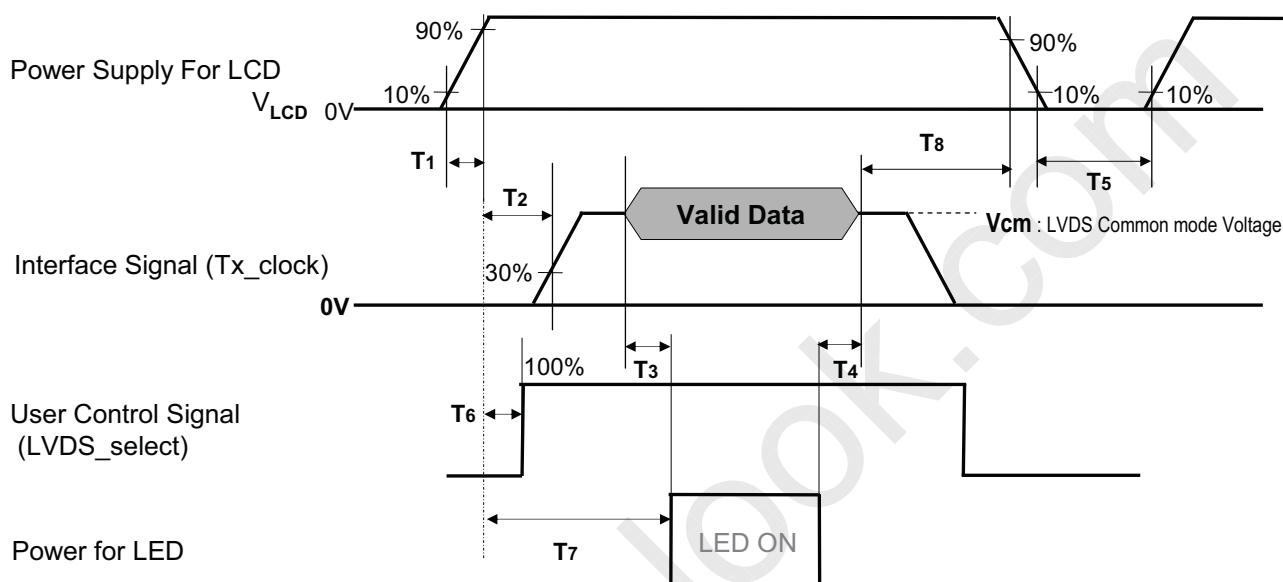 90%
90%
Power Supply For LCD
10%
10%
10%
VLCD 0V
T1
T8
T5
T2
Valid Data
Vcm : LVDS Common mode Voltage
Interface Signal (Tx_clock)
30%
0V
T3
T4
100%
User Control Signal
(LVDS_select)
T6
T7
LED ON
Power for LED
look.com